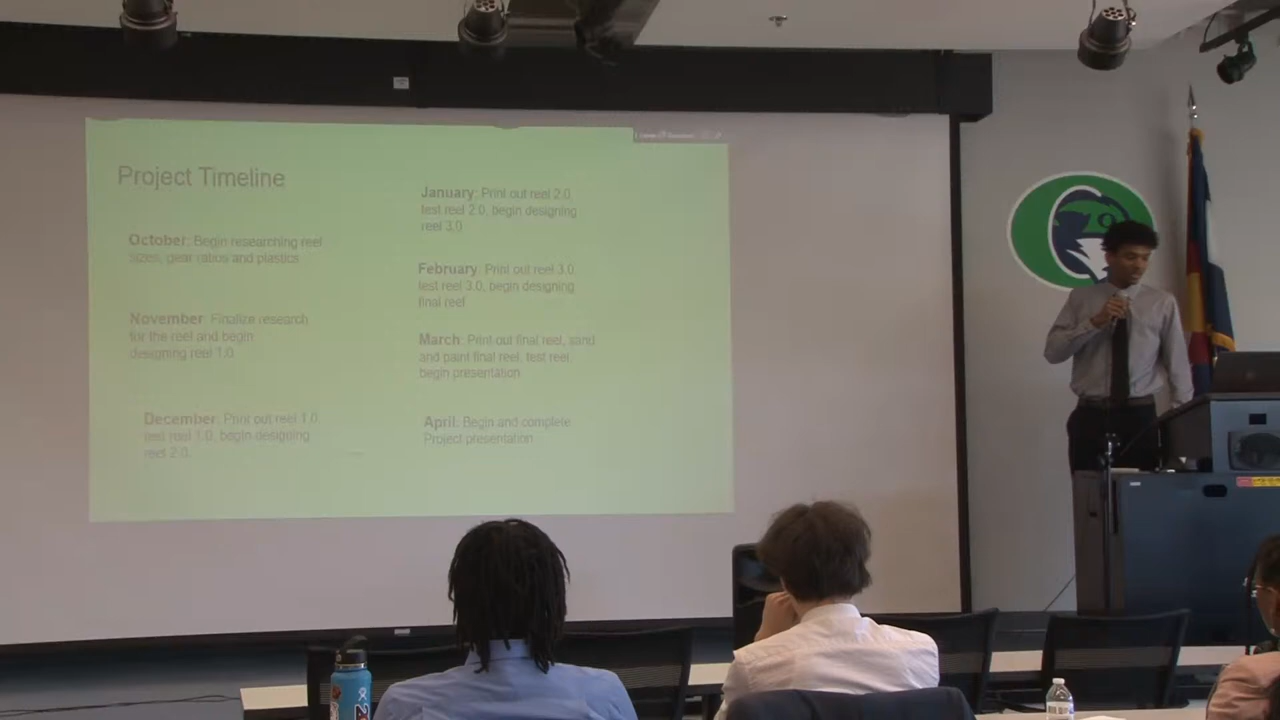 Project Timeline
October: Begin researching reel
sizes, gear ratios and plastics
November: Finalize research
for the reel and begin
designing reel 1.0.
December: Print out reel 1.0,
test reel 1.0, begin designing
reel 2.0.
January: Print out reel 2.0,
test reel 2.0, begin designing
reel 3.0
February: Print out reel 3.0,
test reel 3.0, begin designing
final reel
March: Print out final reel, sand
and paint final reel, test reel,
begin presentation
April: Begin and complete
Project presentation